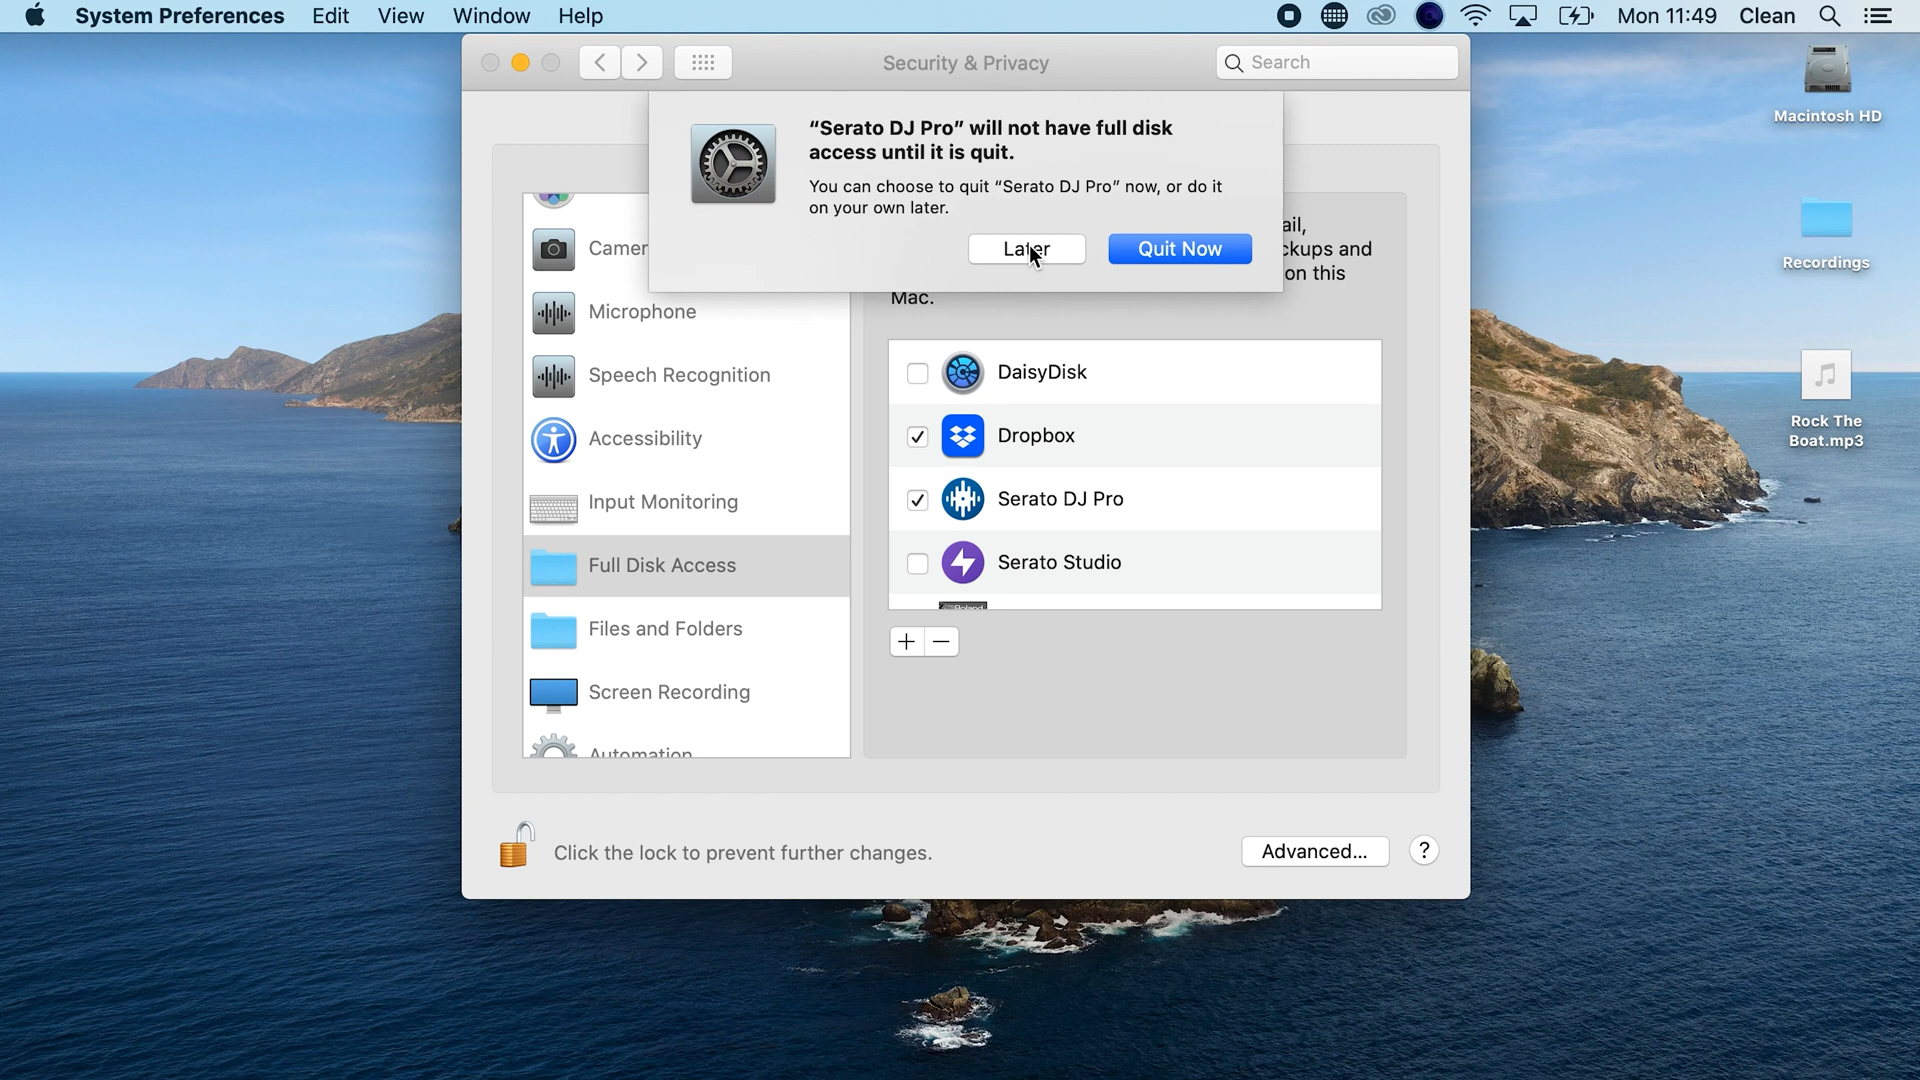 System Preferences Edit View Window Help Mon 11:49 Clean
Security & Privacy
Search
“Serato DJ Pro” will not have full disk
access until it is quit.
You can choose to quit “Serato DJ Pro” now, or do it
on your own later.
Later
Quit Now
ail,
ckups and
on this
Mac.
Camer
Microphone
Speech Recognition
Accessibility
Input Monitoring
Full Disk Access
Files and Folders
Screen Recording
Automation
DaisyDisk
Dropbox
Serato DJ Pro
Serato Studio
Roland
+ −
Click the lock to prevent further changes.
Advanced...
?
Macintosh HD
Recordings
Rock The
Boat.mp3